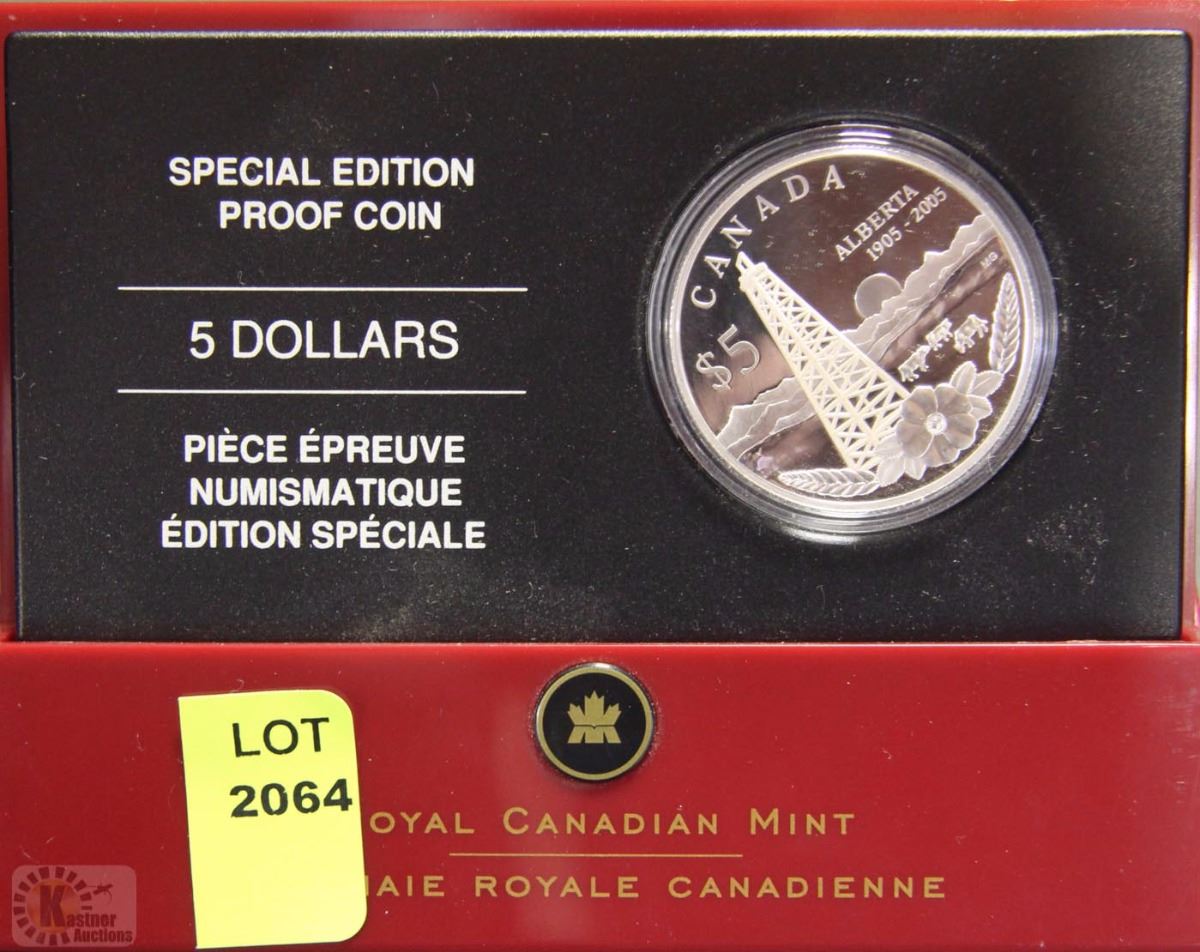 SPECIAL EDITION
PROOF COIN
5 DOLLARS
PIÈCE ÉPREUVE
NUMISMATIQUE
ÉDITION SPÉCIALE
CANADA
$5
ALBERTA
1905 - 2005
MG
LOT
2064
OYAL CANADIAN MINT
AIE ROYALE CANADIENNE
Kastner
Auctions